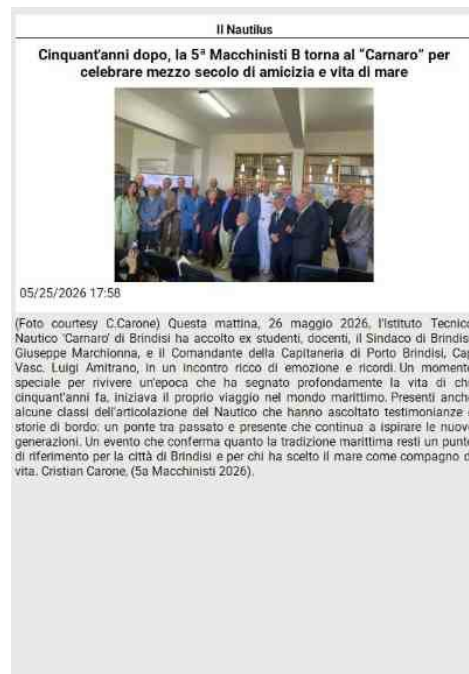 Il Nautilus
Cinquant'anni dopo, la 5ª Macchinisti B torna al "Carnaro" per
celebrare mezzo secolo di amicizia e vita di mare
05/25/2026 17:58
(Foto courtesy C.Carone) Questa mattina, 26 maggio 2026, l'Istituto Tecnico
Nautico 'Carnaro' di Brindisi ha accolto ex studenti, docenti, il Sindaco di Brindisi
Giuseppe Marchionna, e il Comandante della Capitaneria di Porto Brindisi, Cap
Vasc. Luigi Amitrano, in un incontro ricco di emozione e ricordi. Un momento
speciale per rivivere un'epoca che ha segnato profondamente la vita di chi
cinquant'anni fa, iniziava il proprio viaggio nel mondo marittimo. Presenti anche
alcune classi dell'articolazione del Nautico che hanno ascoltato testimonianze
storie di bordo: un ponte tra passato e presente che continua a ispirare le nuove
generazioni. Un evento che conferma quanto la tradizione marittima resti un punto
di riferimento per la città di Brindisi e per chi ha scelto il mare come compagno d
vita. Cristian Carone, (5a Macchinisti 2026).